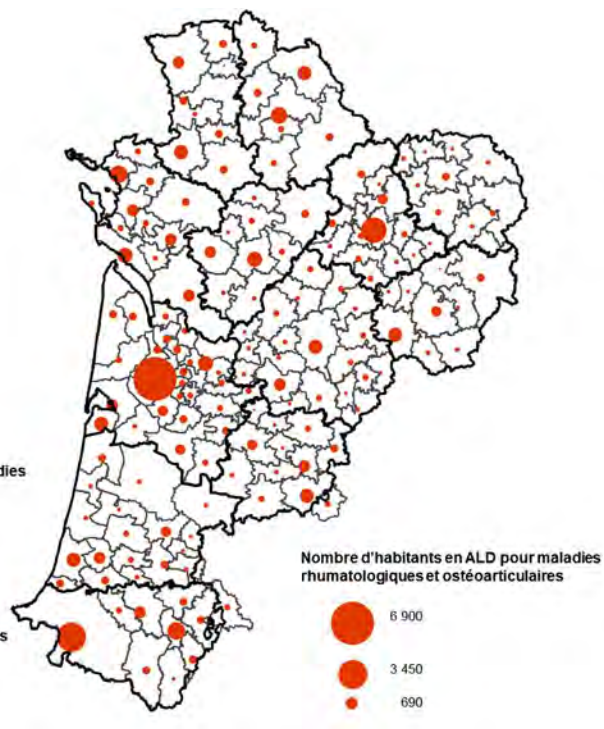 dies
Nombre d'habitants en ALD pour maladies
rhumatologiques et ostéoarticulaires
6 900
s
3 450
690